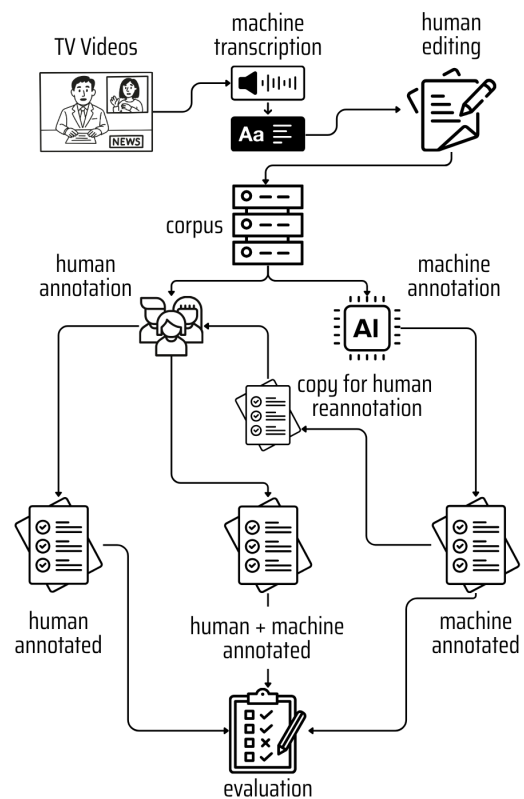 TV Videos
machine
transcription
human
editing
NEWS
Aa
corpus
human
annotation
machine
annotation
AI
copy for human
reannotation
human
annotated
human + machine
annotated
machine
annotated
evaluation